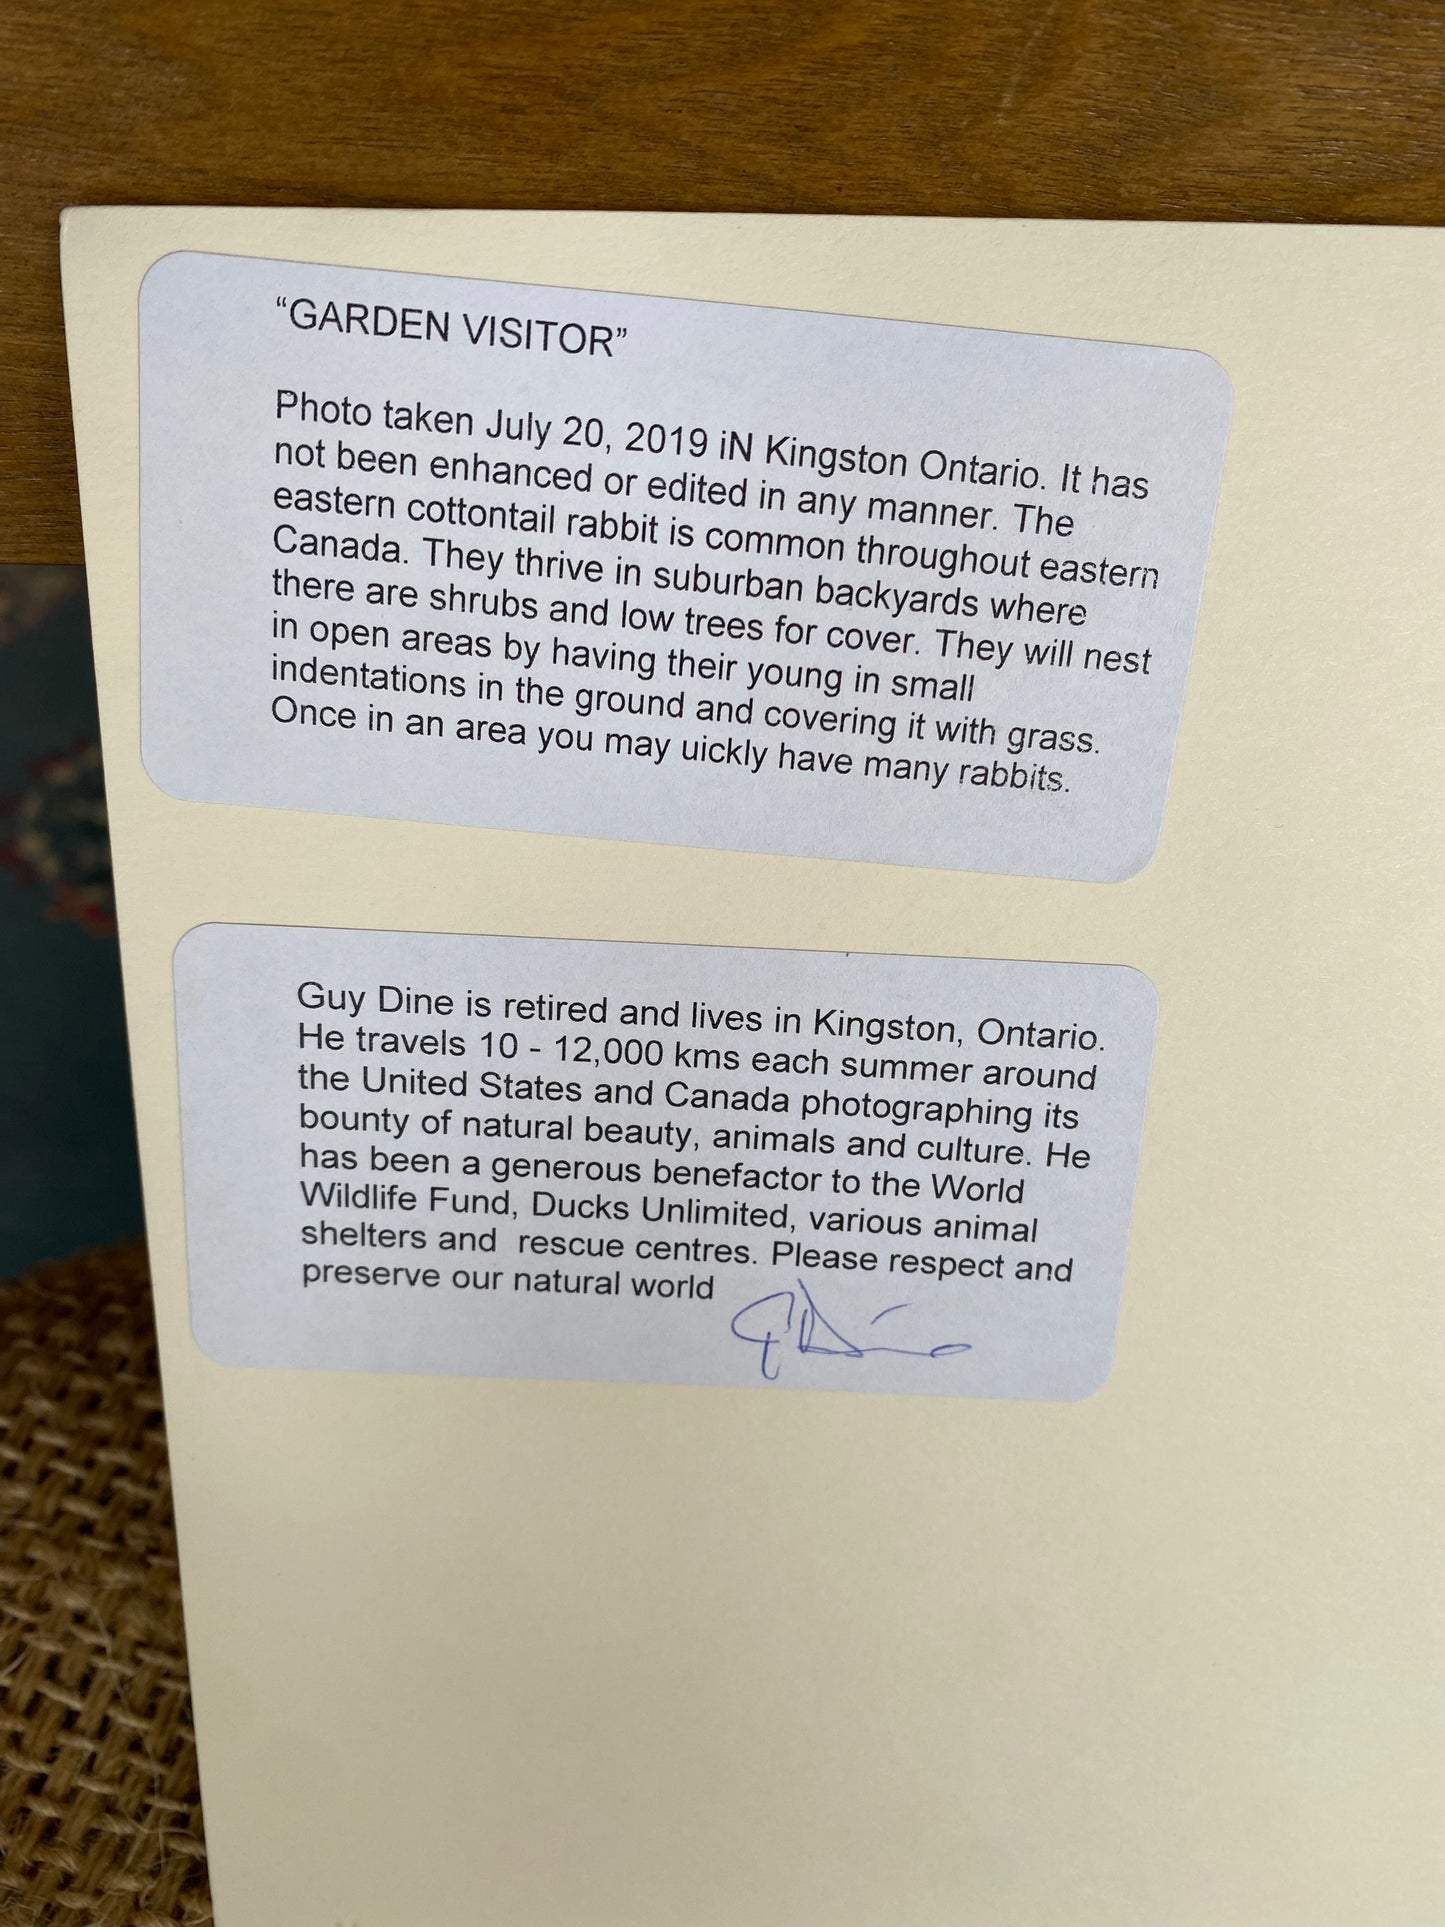 “GARDEN VISITOR”
Photo taken July 20, 2019 iN Kingston Ontario. It has
not been enhanced or edited in any manner. The
eastern cottontail rabbit is common throughout eastern
Canada. They thrive in suburban backyards where
there are shrubs and low trees for cover. They will nest
in open areas by having their young in small
indentations in the ground and covering it with grass.
Once in an area you may uickly have many rabbits.
Guy Dine is retired and lives in Kingston, Ontario.
He travels 10 - 12,000 kms each summer around
the United States and Canada photographing its
bounty of natural beauty, animals and culture. He
has been a generous benefactor to the World
Wildlife Fund, Ducks Unlimited, various animal
shelters and  rescue centres. Please respect and
preserve our natural world